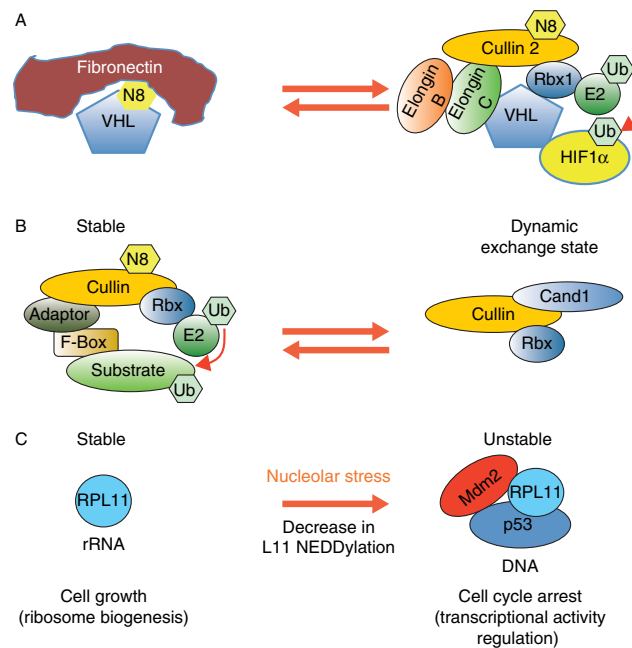 A
Fibronectin
N8
VHL
N8
Cullin 2
Ub
Rbx1
E2
Elongin
B
Elongin
C
VHL
Ub
HIF1α
B
Stable
Dynamic
exchange state
N8
Cullin
Adaptor
Rbx
Ub
E2
F-Box
Substrate
Ub
Cand1
Cullin
Rbx
C
Stable
Unstable
RPL11
rRNA
Nucleolar stress
Decrease in
L11 NEDDylation
Mdm2
RPL11
p53
DNA
Cell growth
(ribosome biogenesis)
Cell cycle arrest
(transcriptional activity
regulation)